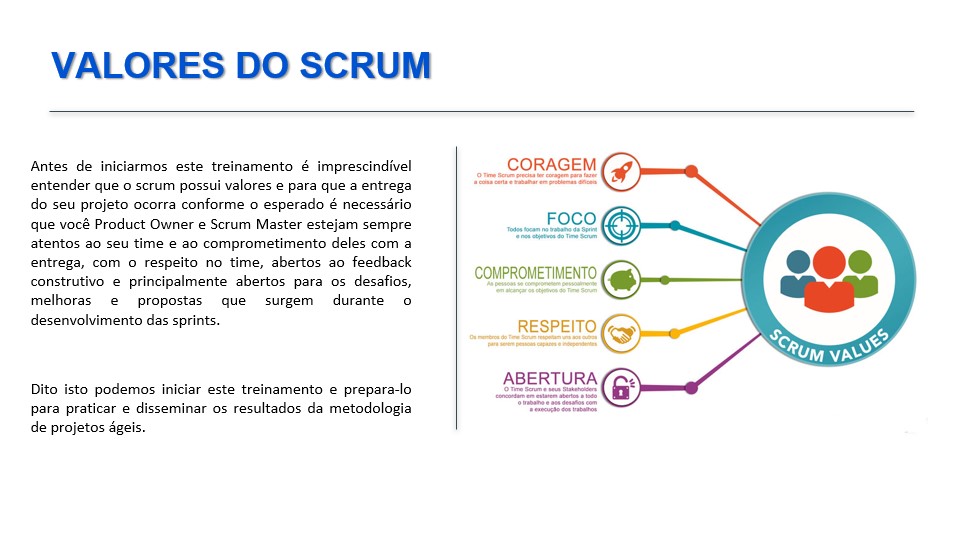 VALORES DO SCRUM
Antes de iniciarmos este treinamento é imprescindível
entender que o scrum possui valores e para que a entrega
do seu projeto ocorra conforme o esperado é necessário
que você Product Owner e Scrum Master estejam sempre
atentos ao seu time e ao comprometimento deles com a
entrega, com o respeito no time, abertos ao feedback
construtivo e principalmente abertos para os desafios,
melhoras e propostas que surgem durante o
desenvolvimento das sprints.
Dito isto podemos iniciar este treinamento e prepara-lo
para praticar e disseminar os resultados da metodologia
de projetos ágeis.
CORAGEM
O Time Scrum precisa ter coragem para fazer
a coisa certa e trabalhar em problemas difíceis
FOCO
Todos focam no trabalho da Sprint
e nos objetivos do Time Scrum
COMPROMETIMENTO
As pessoas se comprometem pessoalmente
em alcançar os objetivos do Time Scrum
RESPEITO
Os membros do Time Scrum respeitam uns aos outros
para serem pessoas capazes e independentes
ABERTURA
O Time Scrum e seus Stakeholders
concordam em estarem abertos a todo
o trabalho e aos desafios com
a execução dos trabalhos
SCRUM VALUES